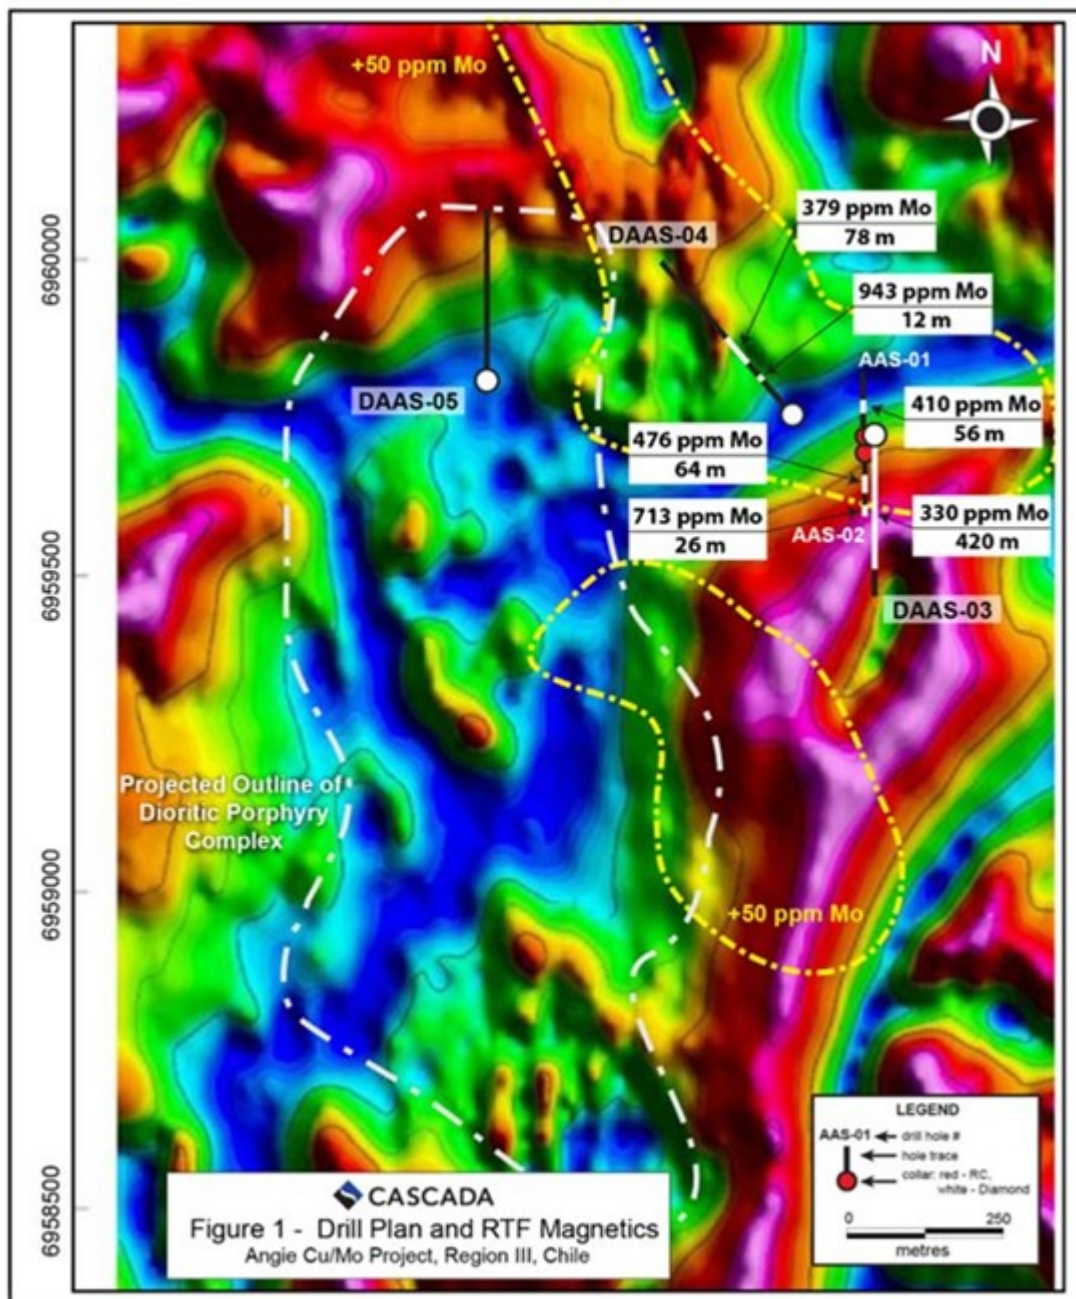 +50 ppm Mo
N
379 ppm Mo
78 m
DAAS-04
6960000
943 ppm Mo
12 m
AAS-01
DAAS-05
410 ppm Mo
56 m
476 ppm Mo
64 m
713 ppm Mo
26 m
AAS-02
330 ppm Mo
420 m
6959500
DAAS-03
Projected Outline of
Dioritic Porphyry
Complex
6959000
+50 ppm Mo
LEGEND
AAS-01
drill hole #
hole trace
collar: red - RC,
white - Diamond
0 250
metres
6958500
CASCADA
Figure 1 - Drill Plan and RTF Magnetics
Angie Cu/Mo Project, Region III, Chile